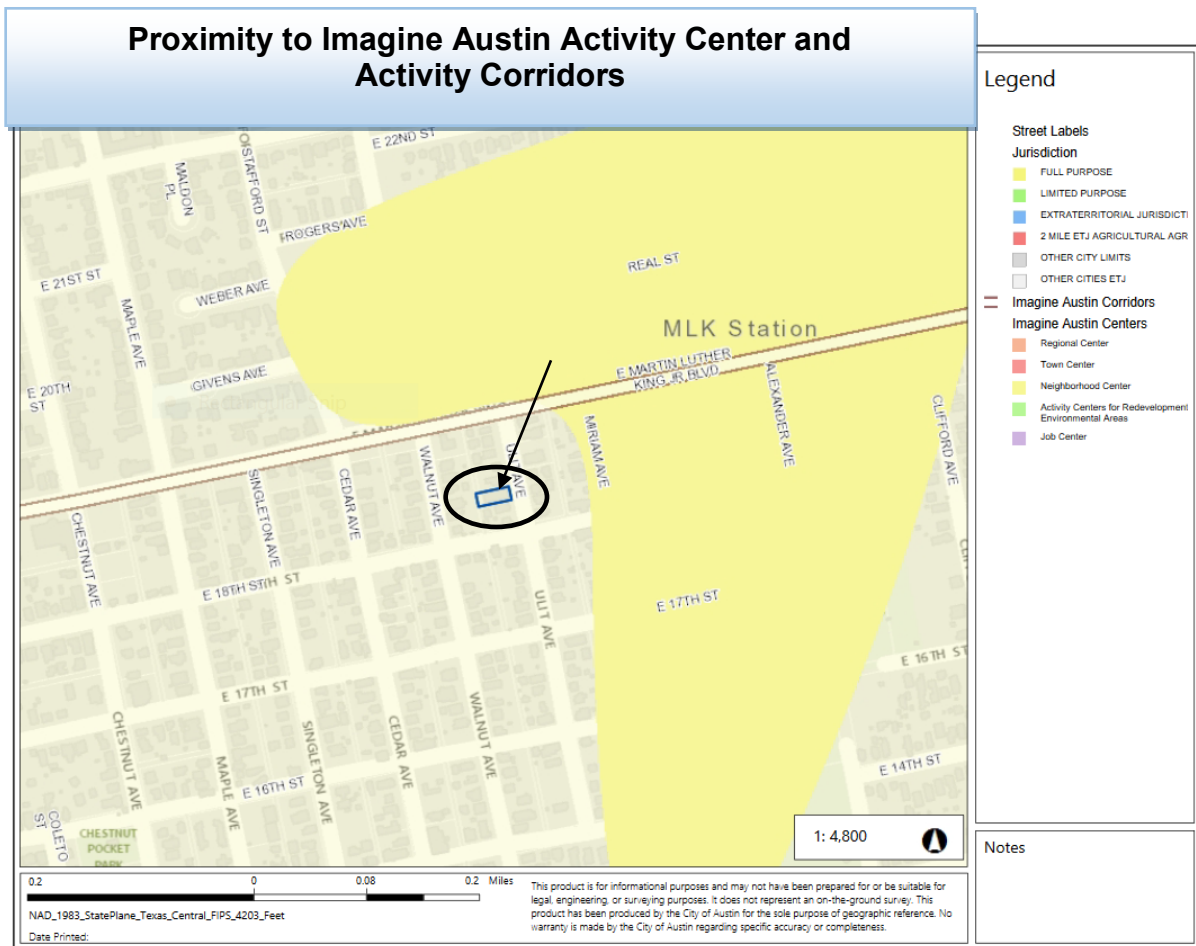 Proximity to Imagine Austin Activity Center and
Activity Corridors
Legend
Street Labels
Jurisdiction
FULL PURPOSE
LIMITED PURPOSE
EXTRATERRITORIAL JURISDICTI
2 MILE ETJ AGRICULTURAL AGR
OTHER CITY LIMITS
OTHER CITIES ETJ
Imagine Austin Corridors
Imagine Austin Centers
Regional Center
Town Center
Neighborhood Center
Activity Centers for Redevelopment
Environmental Areas
Job Center
Notes
E 22ND ST
STAFFORD ST
MALDON
PL
ROGERS AVE
REAL ST
E 21ST ST
WEBER AVE
MAPLE AVE
MLK Station
GIVENS AVE
E 20TH
ST
E MARTIN LUTHER
KING JR BLVD
ALEXANDER AVE
CLIFFORD AVE
MIRIAM AVE
AVE
WALNUT AVE
CEDAR AVE
SINGLETON AVE
CHESTNUT AVE
E 18TH ST
H ST
E 17TH ST
ULIT AVE
E 16TH ST
E 17TH ST
CHESTNUT AVE
MAPLE AVE
SINGLETON AVE
CEDAR AVE
WALNUT AVE
E 16TH ST
E 14TH ST
COLETO
ST
CHESTNUT
POCKET
PARK
1: 4,800
0.2
0
0.08
0.2 Miles
NAD_1983_StatePlane_Texas_Central_FIPS_4203_Feet
Date Printed:
This product is for informational purposes and may not have been prepared for or be suitable for
legal, engineering, or surveying purposes. It does not represent an on-the-ground survey. This
product has been produced by the City of Austin for the sole purpose of geographic reference. No
warranty is made by the City of Austin regarding specific accuracy or completeness.